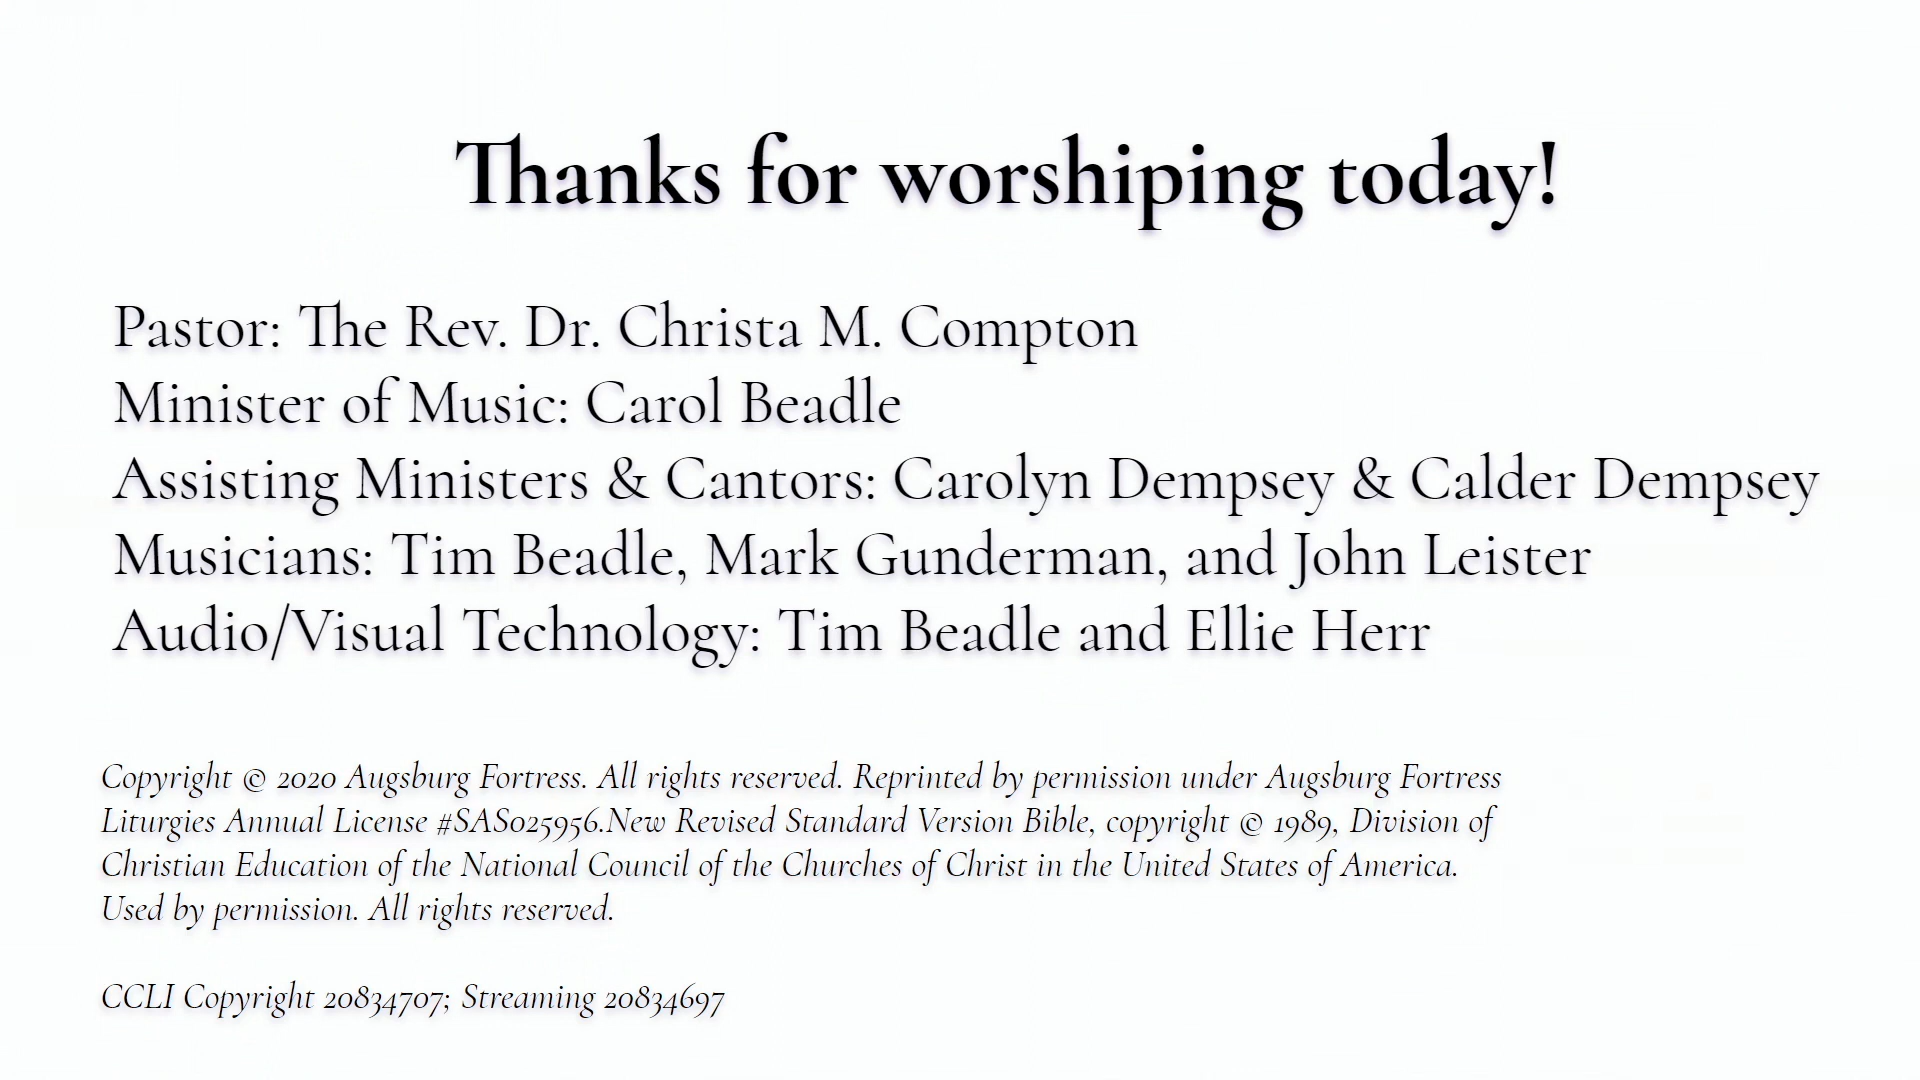 Thanks for worshiping today!
Pastor: The Rev. Dr. Christa M. Compton
Minister of Music: Carol Beadle
Assisting Ministers & Cantors: Carolyn Dempsey & Calder Dempsey
Musicians: Tim Beadle, Mark Gunderman, and John Leister
Audio/Visual Technology: Tim Beadle and Ellie Herr
Copyright © 2020 Augsburg Fortress. All rights reserved. Reprinted by permission under Augsburg Fortress
Liturgies Annual License #SAS025956.New Revised Standard Version Bible, copyright © 1989, Division of
Christian Education of the National Council of the Churches of Christ in the United States of America.
Used by permission. All rights reserved.
CCLI Copyright 20834707; Streaming 20834697